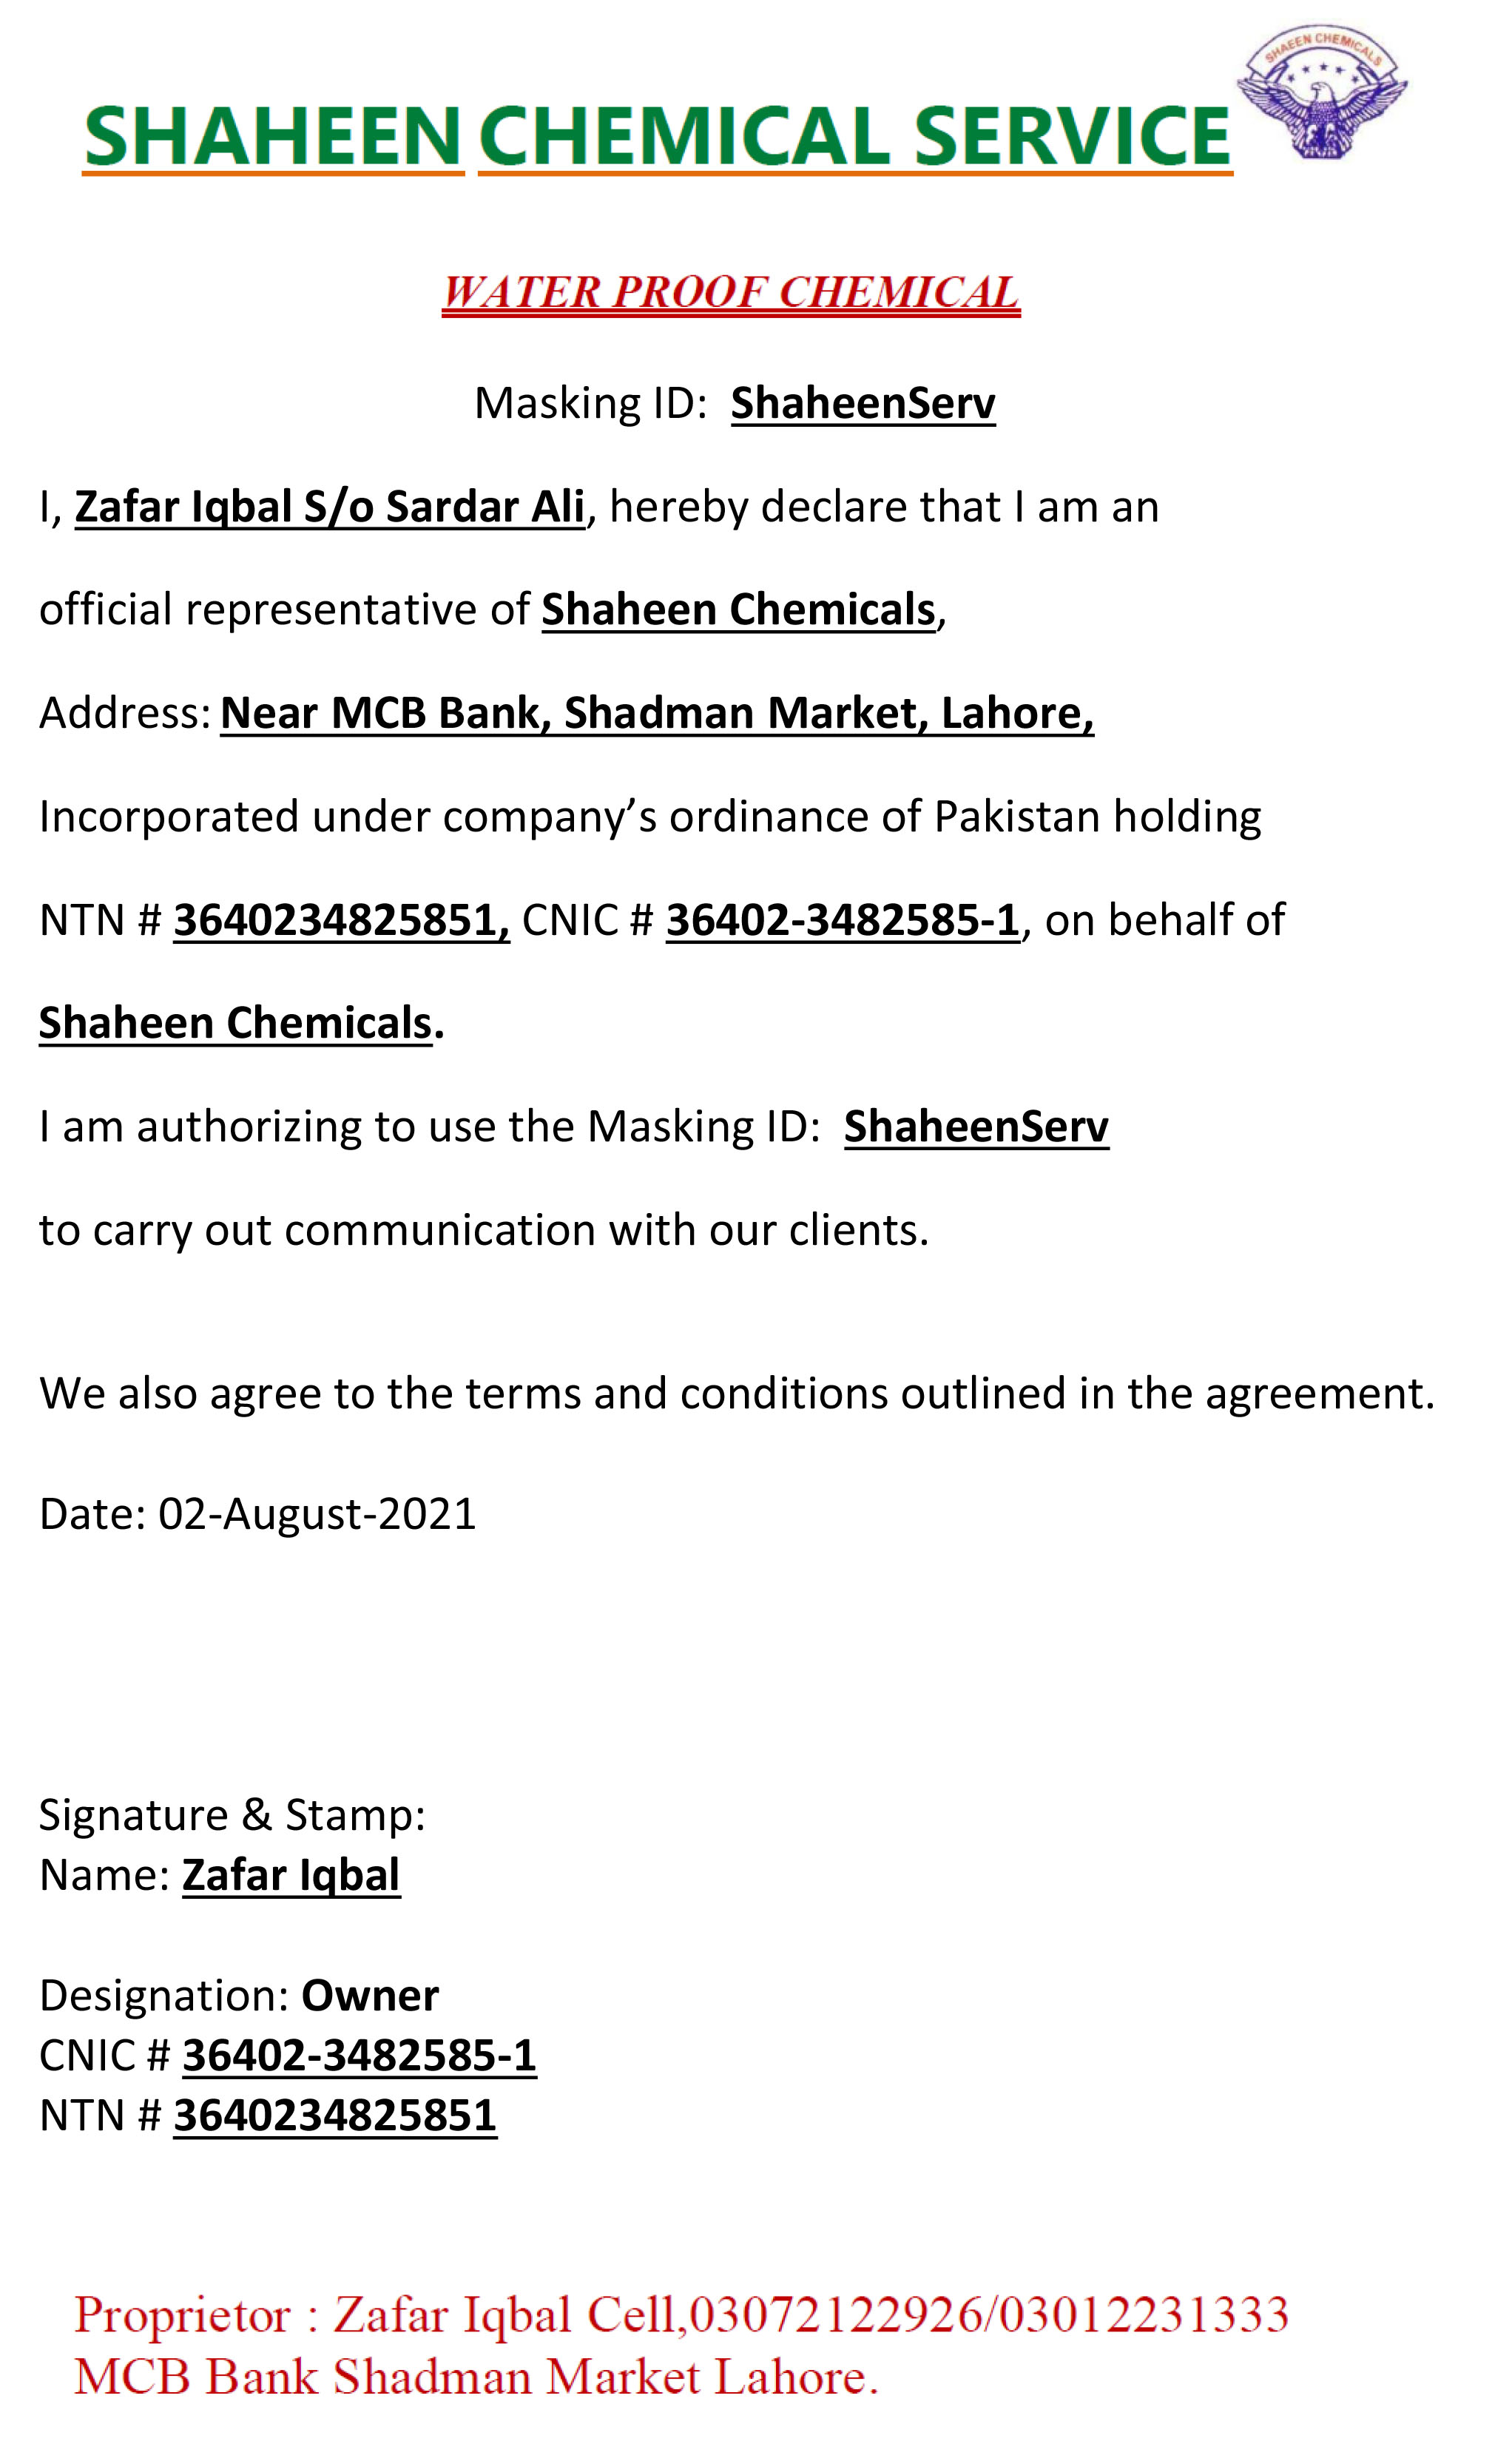 SHAEEN CHEMICALS
SHAHEEN CHEMICAL SERVICE
WATER PROOF CHEMICAL
Masking ID: ShaheenServ
I, Zafar Iqbal S/o Sardar Ali, hereby declare that I am an
official representative of Shaheen Chemicals,
Address: Near MCB Bank, Shadman Market, Lahore,
Incorporated under company’s ordinance of Pakistan holding
NTN # 3640234825851, CNIC # 36402-3482585-1, on behalf of
Shaheen Chemicals.
I am authorizing to use the Masking ID: ShaheenServ
to carry out communication with our clients.
We also agree to the terms and conditions outlined in the agreement.
Date: 02-August-2021
Signature & Stamp:
Name: Zafar Iqbal
Designation: Owner
CNIC # 36402-3482585-1
NTN # 3640234825851
Proprietor : Zafar Iqbal Cell,03072122926/03012231333
MCB Bank Shadman Market Lahore.